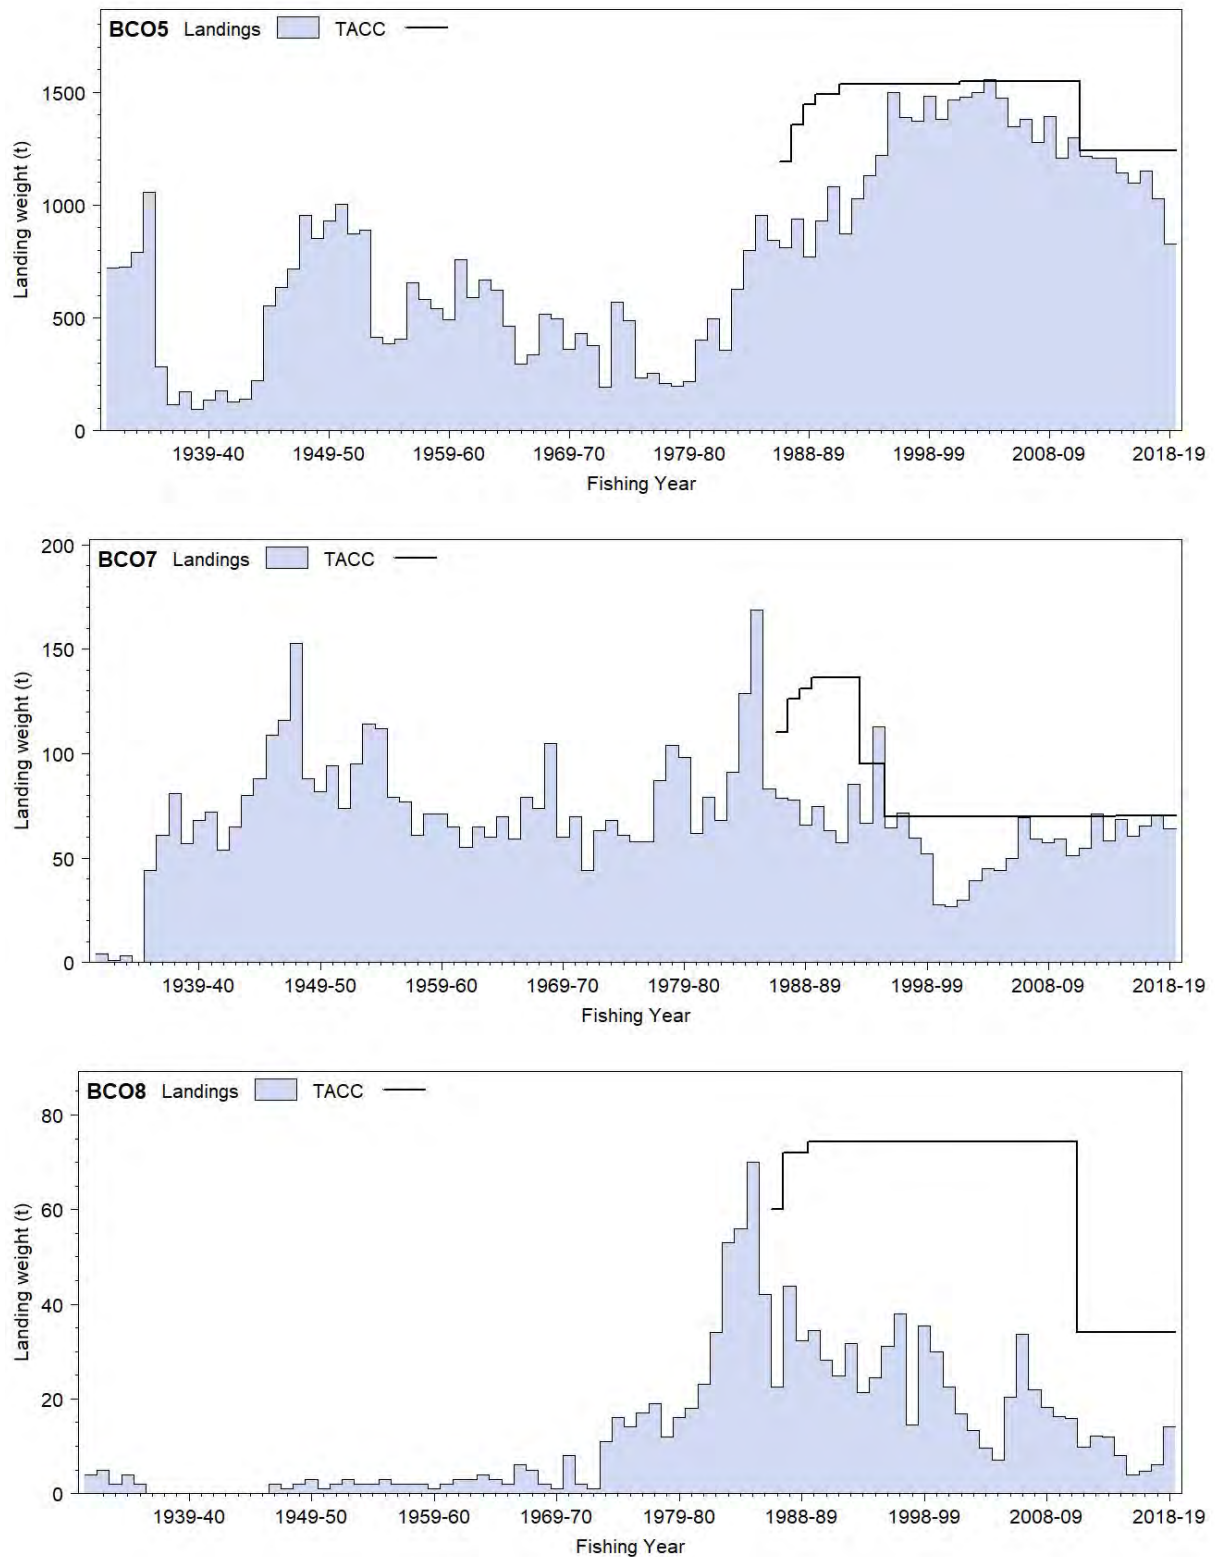 BCO5 Landings TACC
Landing weight (t)
1500
1000
500
0
1939-40 1949-50 1959-60 1969-70 1979-80 1988-89 1998-99 2008-09 2018-19
Fishing Year
BCO7 Landings TACC
Landing weight (t)
200
150
100
50
0
1939-40 1949-50 1959-60 1969-70 1979-80 1988-89 1998-99 2008-09 2018-19
Fishing Year
BCO8 Landings TACC
Landing weight (t)
80
60
40
20
0
1939-40 1949-50 1959-60 1969-70 1979-80 1988-89 1998-99 2008-09 2018-19
Fishing Year